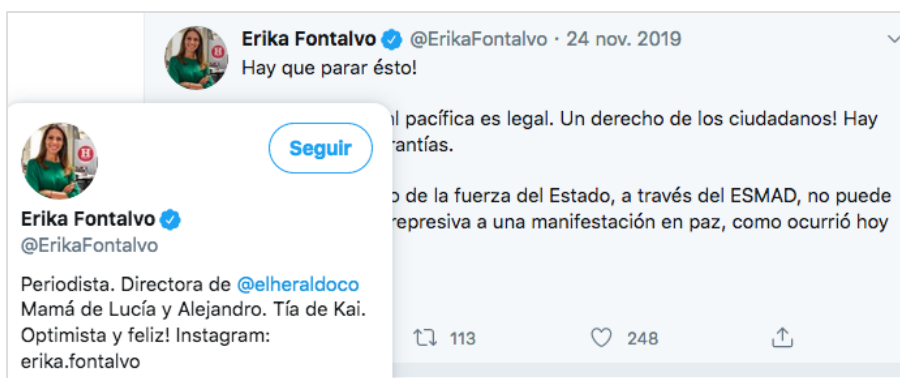 Erika Fontalvo @ErikaFontalvo · 24 nov. 2019
Hay que parar ésto!
pacífica es legal. Un derecho de los ciudadanos! Hay
de la fuerza del Estado, a través del ESMAD, no puede
represiva a una manifestación en paz, como ocurrió hoy
113 248
Seguir
Erika Fontalvo
@ErikaFontalvo
Periodista. Directora de @elheraldoco
Mamá de Lucía y Alejandro. Tía de Kai.
Optimista y feliz! Instagram:
erika.fontalvo